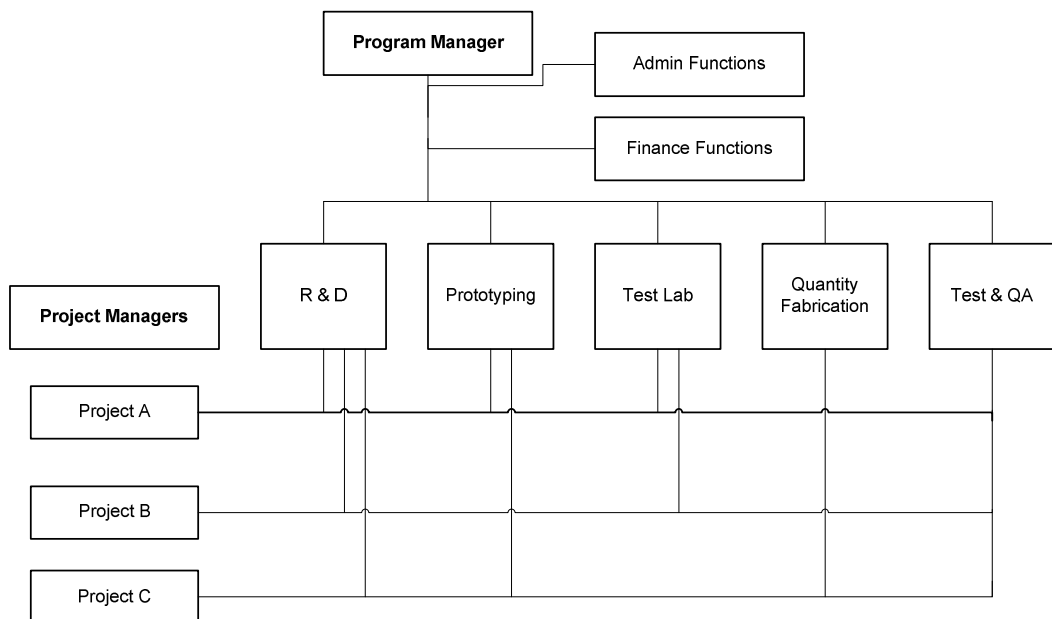 Program Manager
Admin Functions
Finance Functions
R & D
Prototyping
Test Lab
Quantity
Fabrication
Test & QA
Project Managers
Project A
Project B
Project C